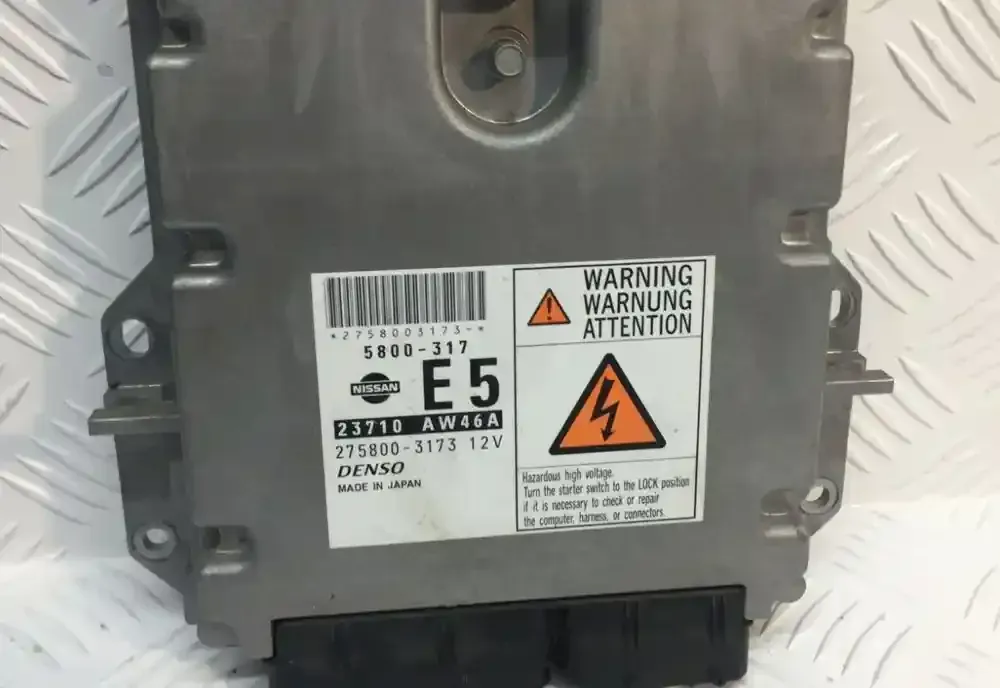 *2758003173-*
5800-317
NISSAN
E5
23710 AW46A
275800-3173 12V
DENSO
MADE IN JAPAN
WARNING
WARNUNG
ATTENTION
Hazardous high voltage.
Turn the starter switch to the LOCK position
if it is necessary to check or repair
the computer, harness, or connectors.